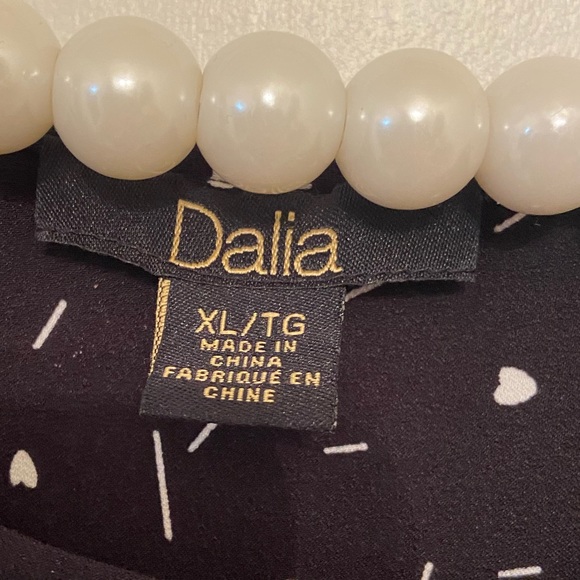 Dalia
XL/TG
MADE IN
CHINA
FABRIQUÉ EN
CHINE